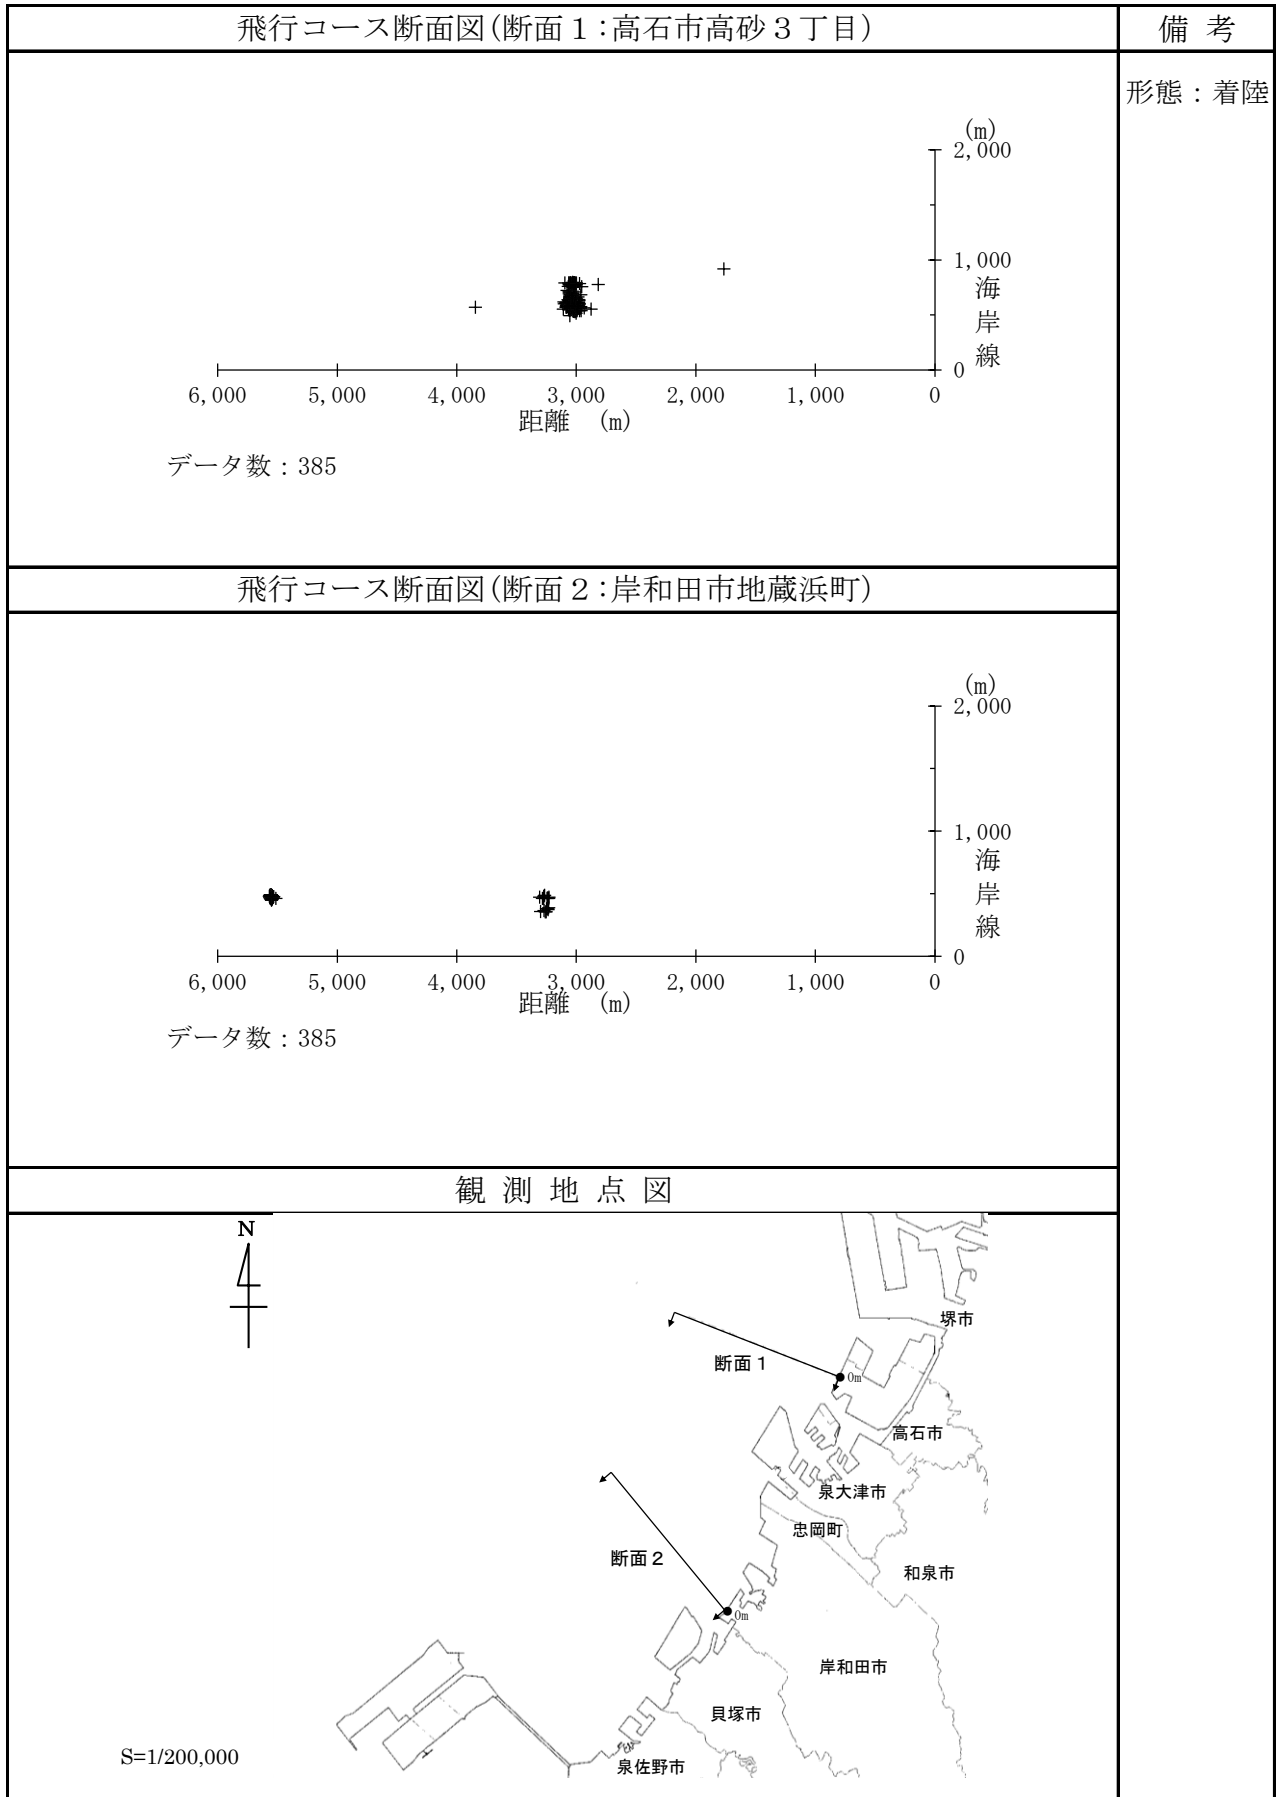 飛行コース断面図(断面1:高石市高砂3丁目)
備 考
形態:着陸
(m)
2,000
1,000
海岸線
0
6,000 5,000 4,000 3,000 2,000 1,000 0
距離 (m)
データ数:385
飛行コース断面図(断面2:岸和田市地蔵浜町)
(m)
2,000
1,000
海岸線
0
6,000 5,000 4,000 3,000 2,000 1,000 0
距離 (m)
データ数:385
観 測 地 点 図
N
堺市
断面1
0m
高石市
泉大津市
忠岡町
断面2
和泉市
0m
岸和田市
貝塚市
S=1/200,000
泉佐野市